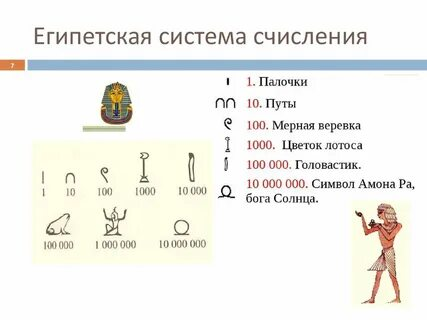 Египетская система счисления
7
1. Палочки
10. Путы
100. Мерная веревка
1000. Цветок лотоса
100 000. Головастик.
10 000 000. Символ Амона Ра,
бога Солнца.
1 10 100 1000 10 000
100 000 1 000 000 10 000 000